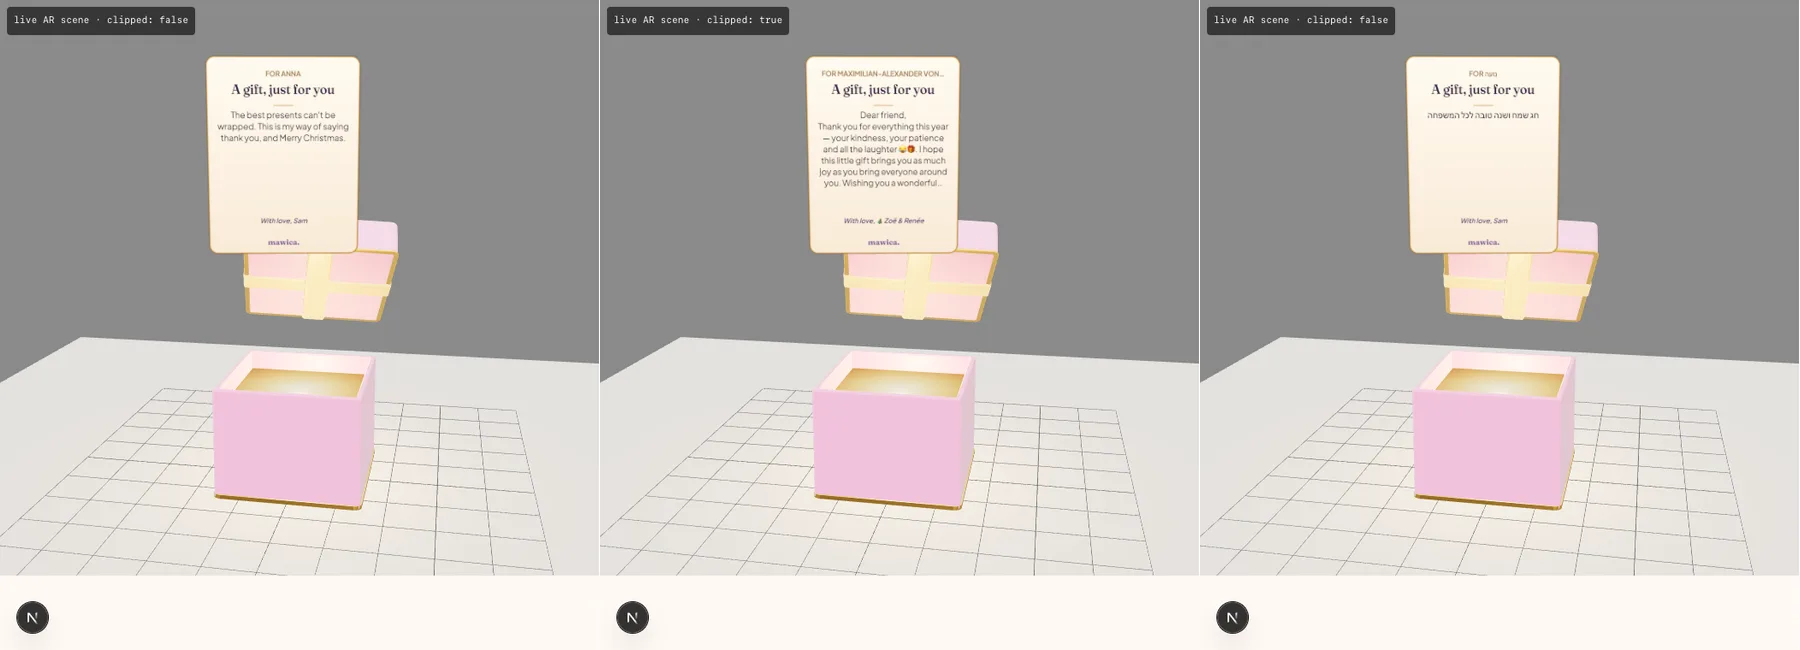 live AR scene · clipped: false
FOR ANNA
A gift, just for you
The best presents can't be
wrapped. This is my way of saying
thank you, and Merry Christmas.
With love, Sam
mawica.
N
live AR scene · clipped: true
FOR MAXIMILIAN-ALEXANDER VON…
A gift, just for you
Dear friend,
Thank you for everything this year
— your kindness, your patience
and all the laughter 😄🎁. I hope
this little gift brings you as much
joy as you bring everyone around
you. Wishing you a wonderful…
With love, 🎄 Zoë & Renée
mawica.
N
live AR scene · clipped: false
FOR נועה
A gift, just for you
חג שמח ושנה טובה לכל המשפחה
With love, Sam
mawica.
N